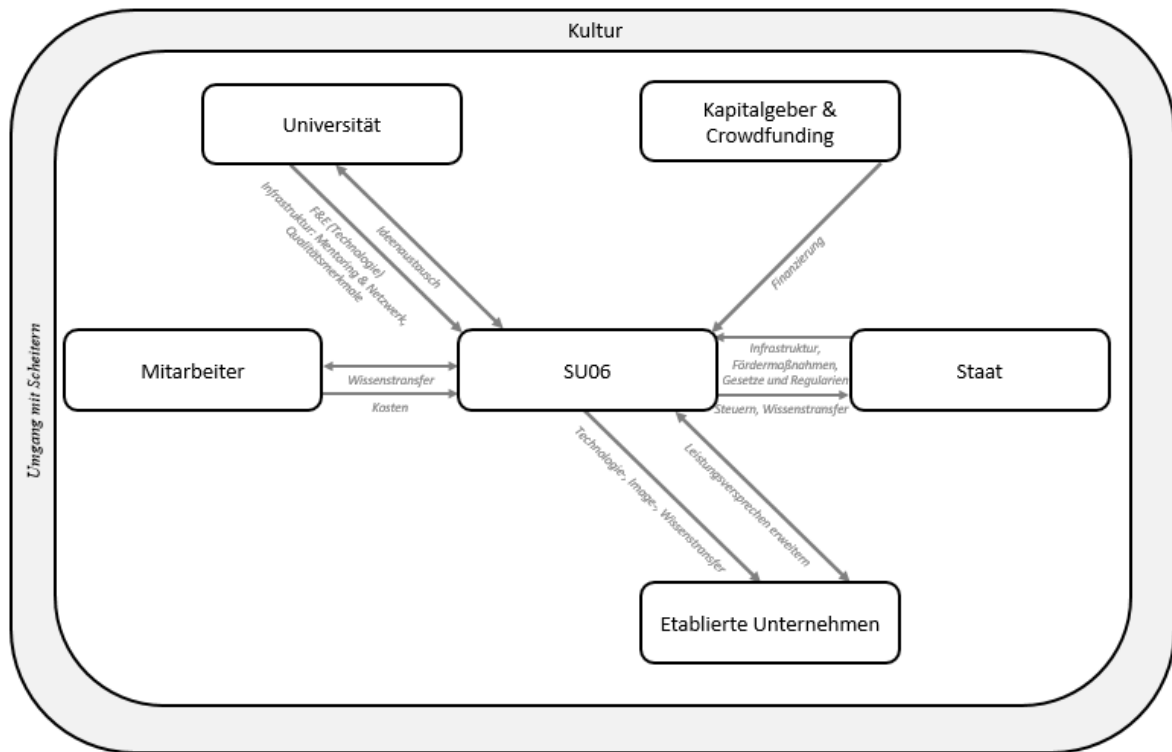 Kultur
Universität
Kapitalgeber &
Crowdfunding
Ideenaustausch
F&E (Technologie)
Infrastruktur: Mentoring & Netzwerk,
Qualitätsmerkmale
Finanzierung
Umgang mit Scheitern
Mitarbeiter
Wissenstransfer
Kosten
SU06
Infrastruktur,
Fördermaßnahmen,
Gesetze und Regularien
Steuern, Wissenstransfer
Staat
Technologie-, Image-, Wissenstransfer
Leistungsversprechen erweitern
Etablierte Unternehmen